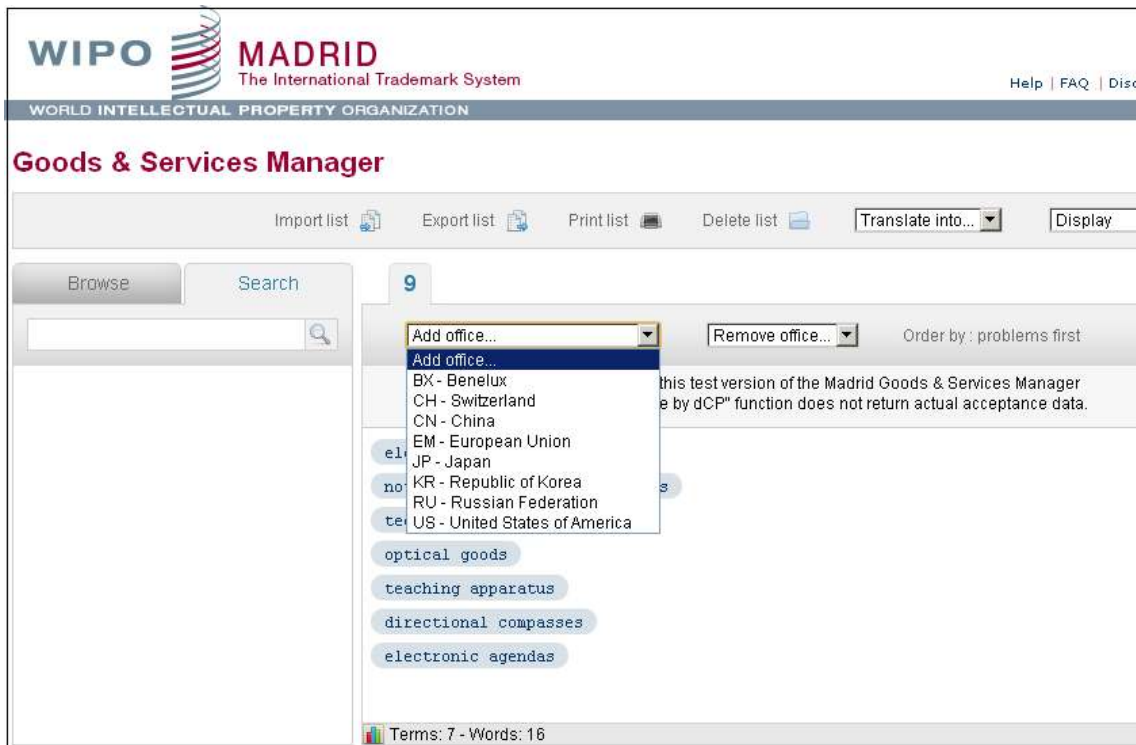 WIPO
MADRID
The International Trademark System
Help | FAQ |
WORLD INTELLECTUAL PROPERTY ORGANIZATION
Goods & Services Manager
Import list Export list Print list Delete list Translate into... Display
Browse Search 9
Add office... Remove office... Order by : problems first
Add office...
BX - Benelux
this test version of the Madrid Goods & Services Manager
CH - Switzerland
by dCP" function does not return actual acceptance data.
CN - China
EM - European Union
JP - Japan
KR - Republic of Korea
RU - Russian Federation
US - United States of America
optical goods
teaching apparatus
directional compasses
electronic agendas
Terms: 7 - Words: 16